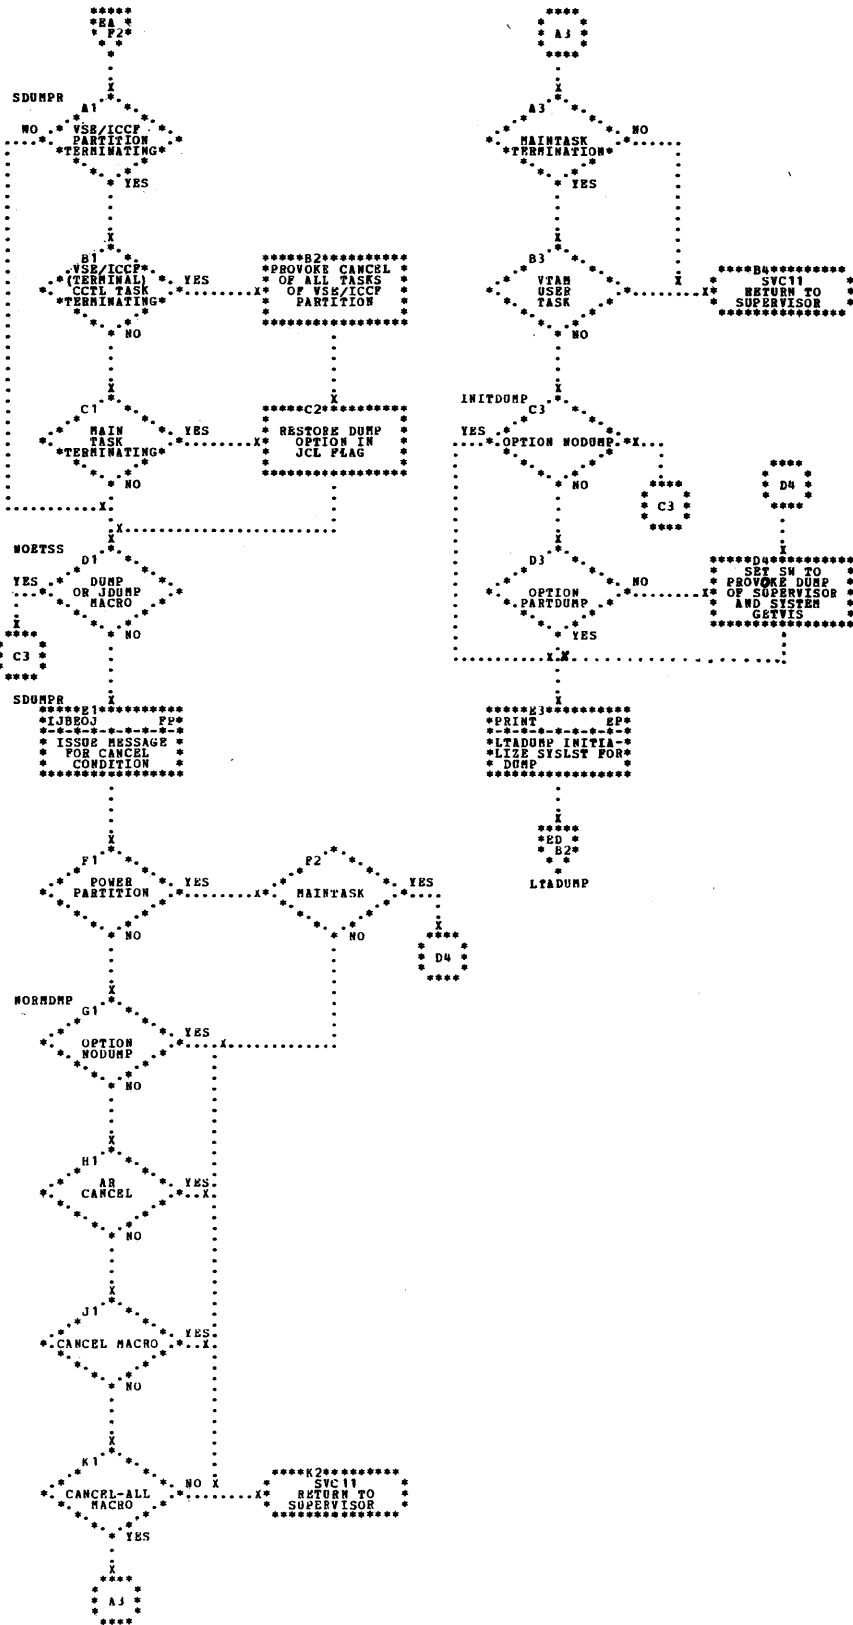 EA
F2
SDUMPR
A1
NO
VSE/ICCF
PARTITION
TERMINATING
YES
B1
VSE/ICCF
(TERMINAL)
CCTL TASK
TERMINATING
YES
NO
B2
PROVOKE CANCEL
OF ALL TASKS
OF VSE/ICCF
PARTITION
C1
MAIN
TASK
TERMINATING
YES
NO
C2
RESTORE DUMP
OPTION IN
JCL FLAG
NOETSS
D1
YES
DUMP
OR JDUMP
MACRO
NO
C3
SDUMPR
E1
IJBEOJ FP
ISSUE MESSAGE
FOR CANCEL
CONDITION
F1
POWER
PARTITION
YES
NO
F2
MAINTASK
YES
NO
D4
NORMDMP
G1
OPTION
NODUMP
YES
NO
H1
AR
CANCEL
YES
NO
J1
CANCEL MACRO
YES
NO
K1
CANCEL-ALL
MACRO
NO
YES
K2
SVC11
RETURN TO
SUPERVISOR
A3
A3
A3
MAINTASK
TERMINATION
NO
YES
B3
VTAM
USER
TASK
NO
B4
SVC11
RETURN TO
SUPERVISOR
INITDUMP
C3
YES
OPTION NODUMP
NO
C3
D4
D3
OPTION
PARTDUMP
NO
YES
D4
SET SW TO
PROVOKE DUMP
OF SUPERVISOR
AND SYSTEM
GETVIS
E3
PRINT EP
LTADUMP INITIA-
LIZE SYSLST FOR
DUMP
ED
B2
LTADUMP